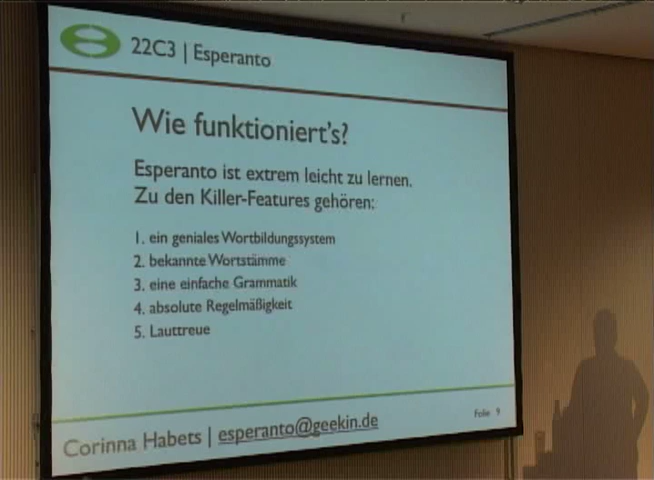 22C3 | Esperanto
Wie funktioniert's?
Esperanto ist extrem leicht zu lernen.
Zu den Killer-Features gehören:
1. ein geniales Wortbildungssystem
2. bekannte Wortstämme
3. eine einfache Grammatik
4. absolute Regelmäßigkeit
5. Lauttreue
Folie 9
Corinna Habets | esperanto@geekin.de